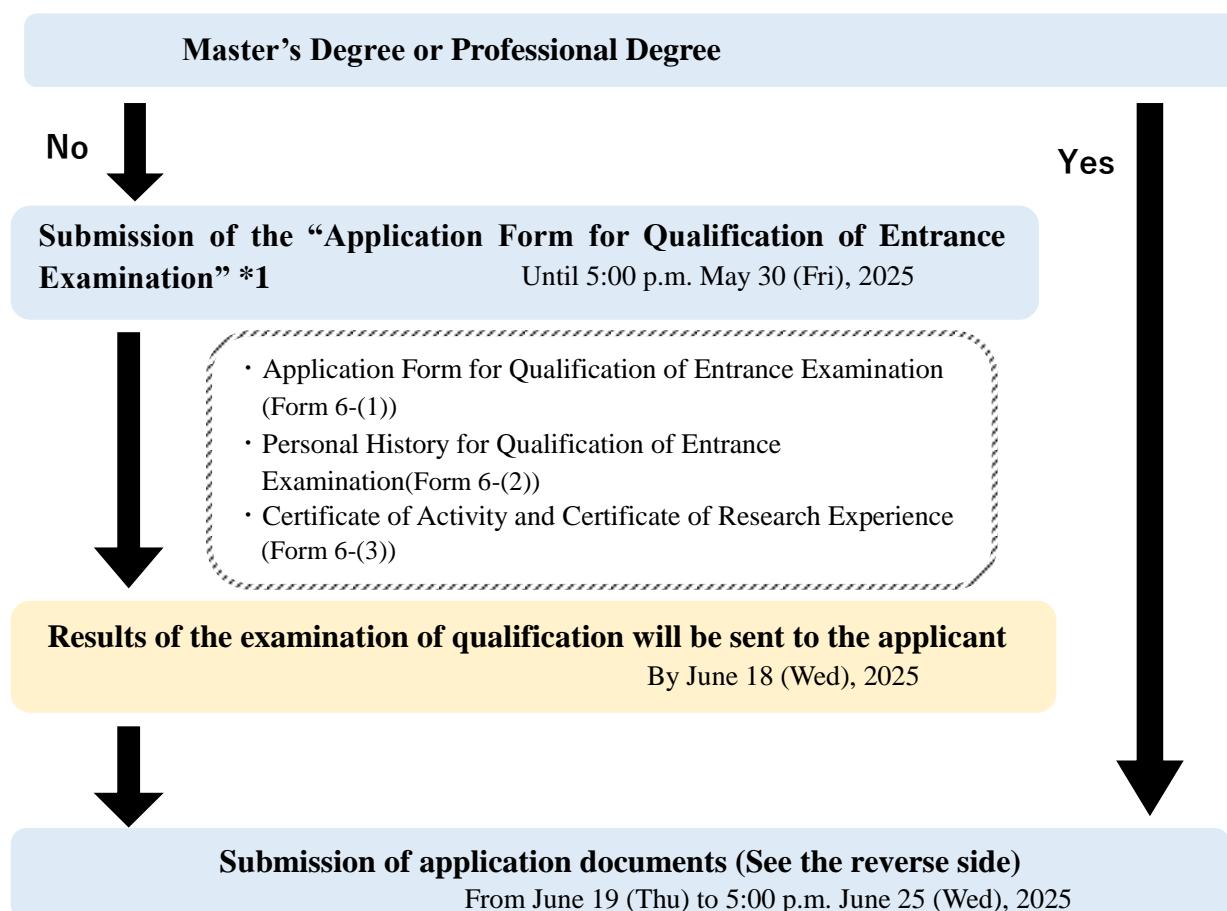 Master’s Degree or Professional Degree
No
Yes
Submission of the “Application Form for Qualification of Entrance
Examination” *1 Until 5:00 p.m. May 30 (Fri), 2025
・Application Form for Qualification of Entrance Examination
(Form 6-(1))
・Personal History for Qualification of Entrance
Examination(Form 6-(2))
・Certificate of Activity and Certificate of Research Experience
(Form 6-(3))
Results of the examination of qualification will be sent to the applicant
By June 18 (Wed), 2025
Submission of application documents (See the reverse side)
From June 19 (Thu) to 5:00 p.m. June 25 (Wed), 2025